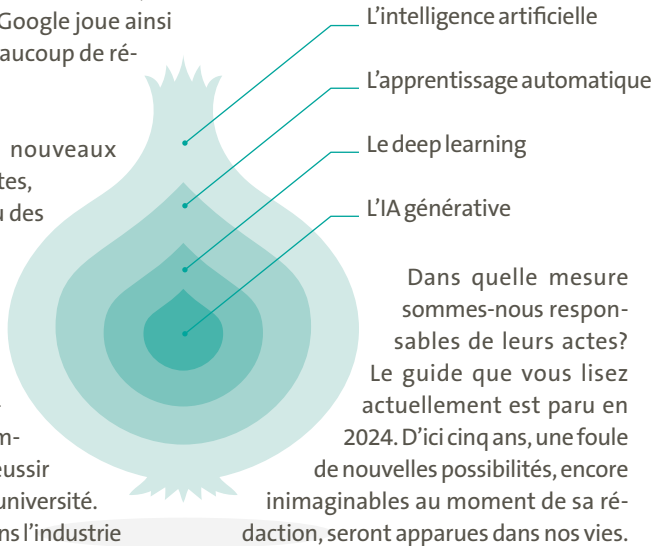 Google joue ainsi
aucoup de ré-
nouveaux
tes,
u des
m-
eussir
université.
ns l'industrie
L'intelligence artificielle
L'apprentissage automatique
Le deep learning
L'IA générative
Dans quelle mesure
sommes-nous respon-
sables de leurs actes?
Le guide que vous lisez
actuellement est paru en
2024. D'ici cinq ans, une foule
de nouvelles possibilités, encore
inimaginables au moment de sa ré-
daction, seront apparues dans nos vies.